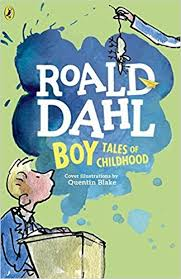 ROALD
DAHL
BOY TALES OF
CHILDHOOD
Cover illustrations by
Quentin Blake